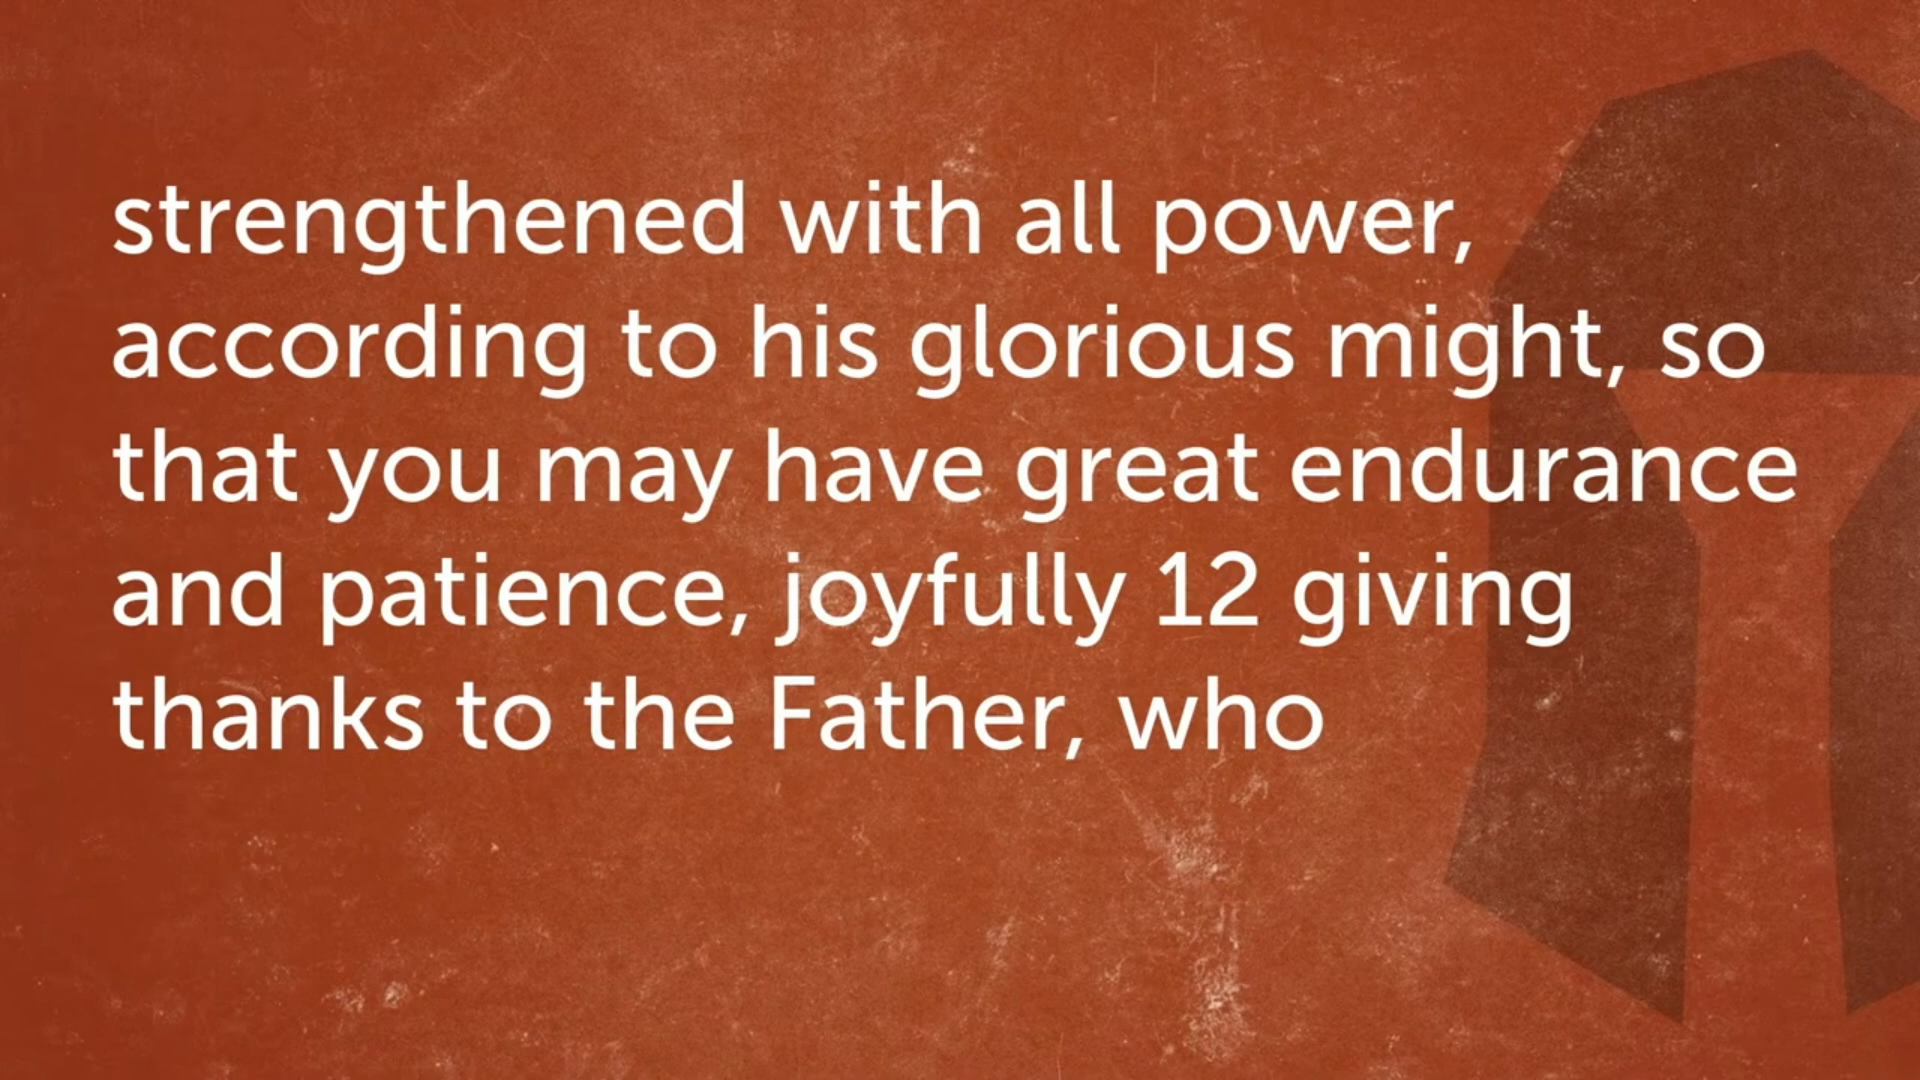 strengthened with all power,
according to his glorious might, so
that you may have great endurance
and patience, joyfully 12 giving
thanks to the Father, who